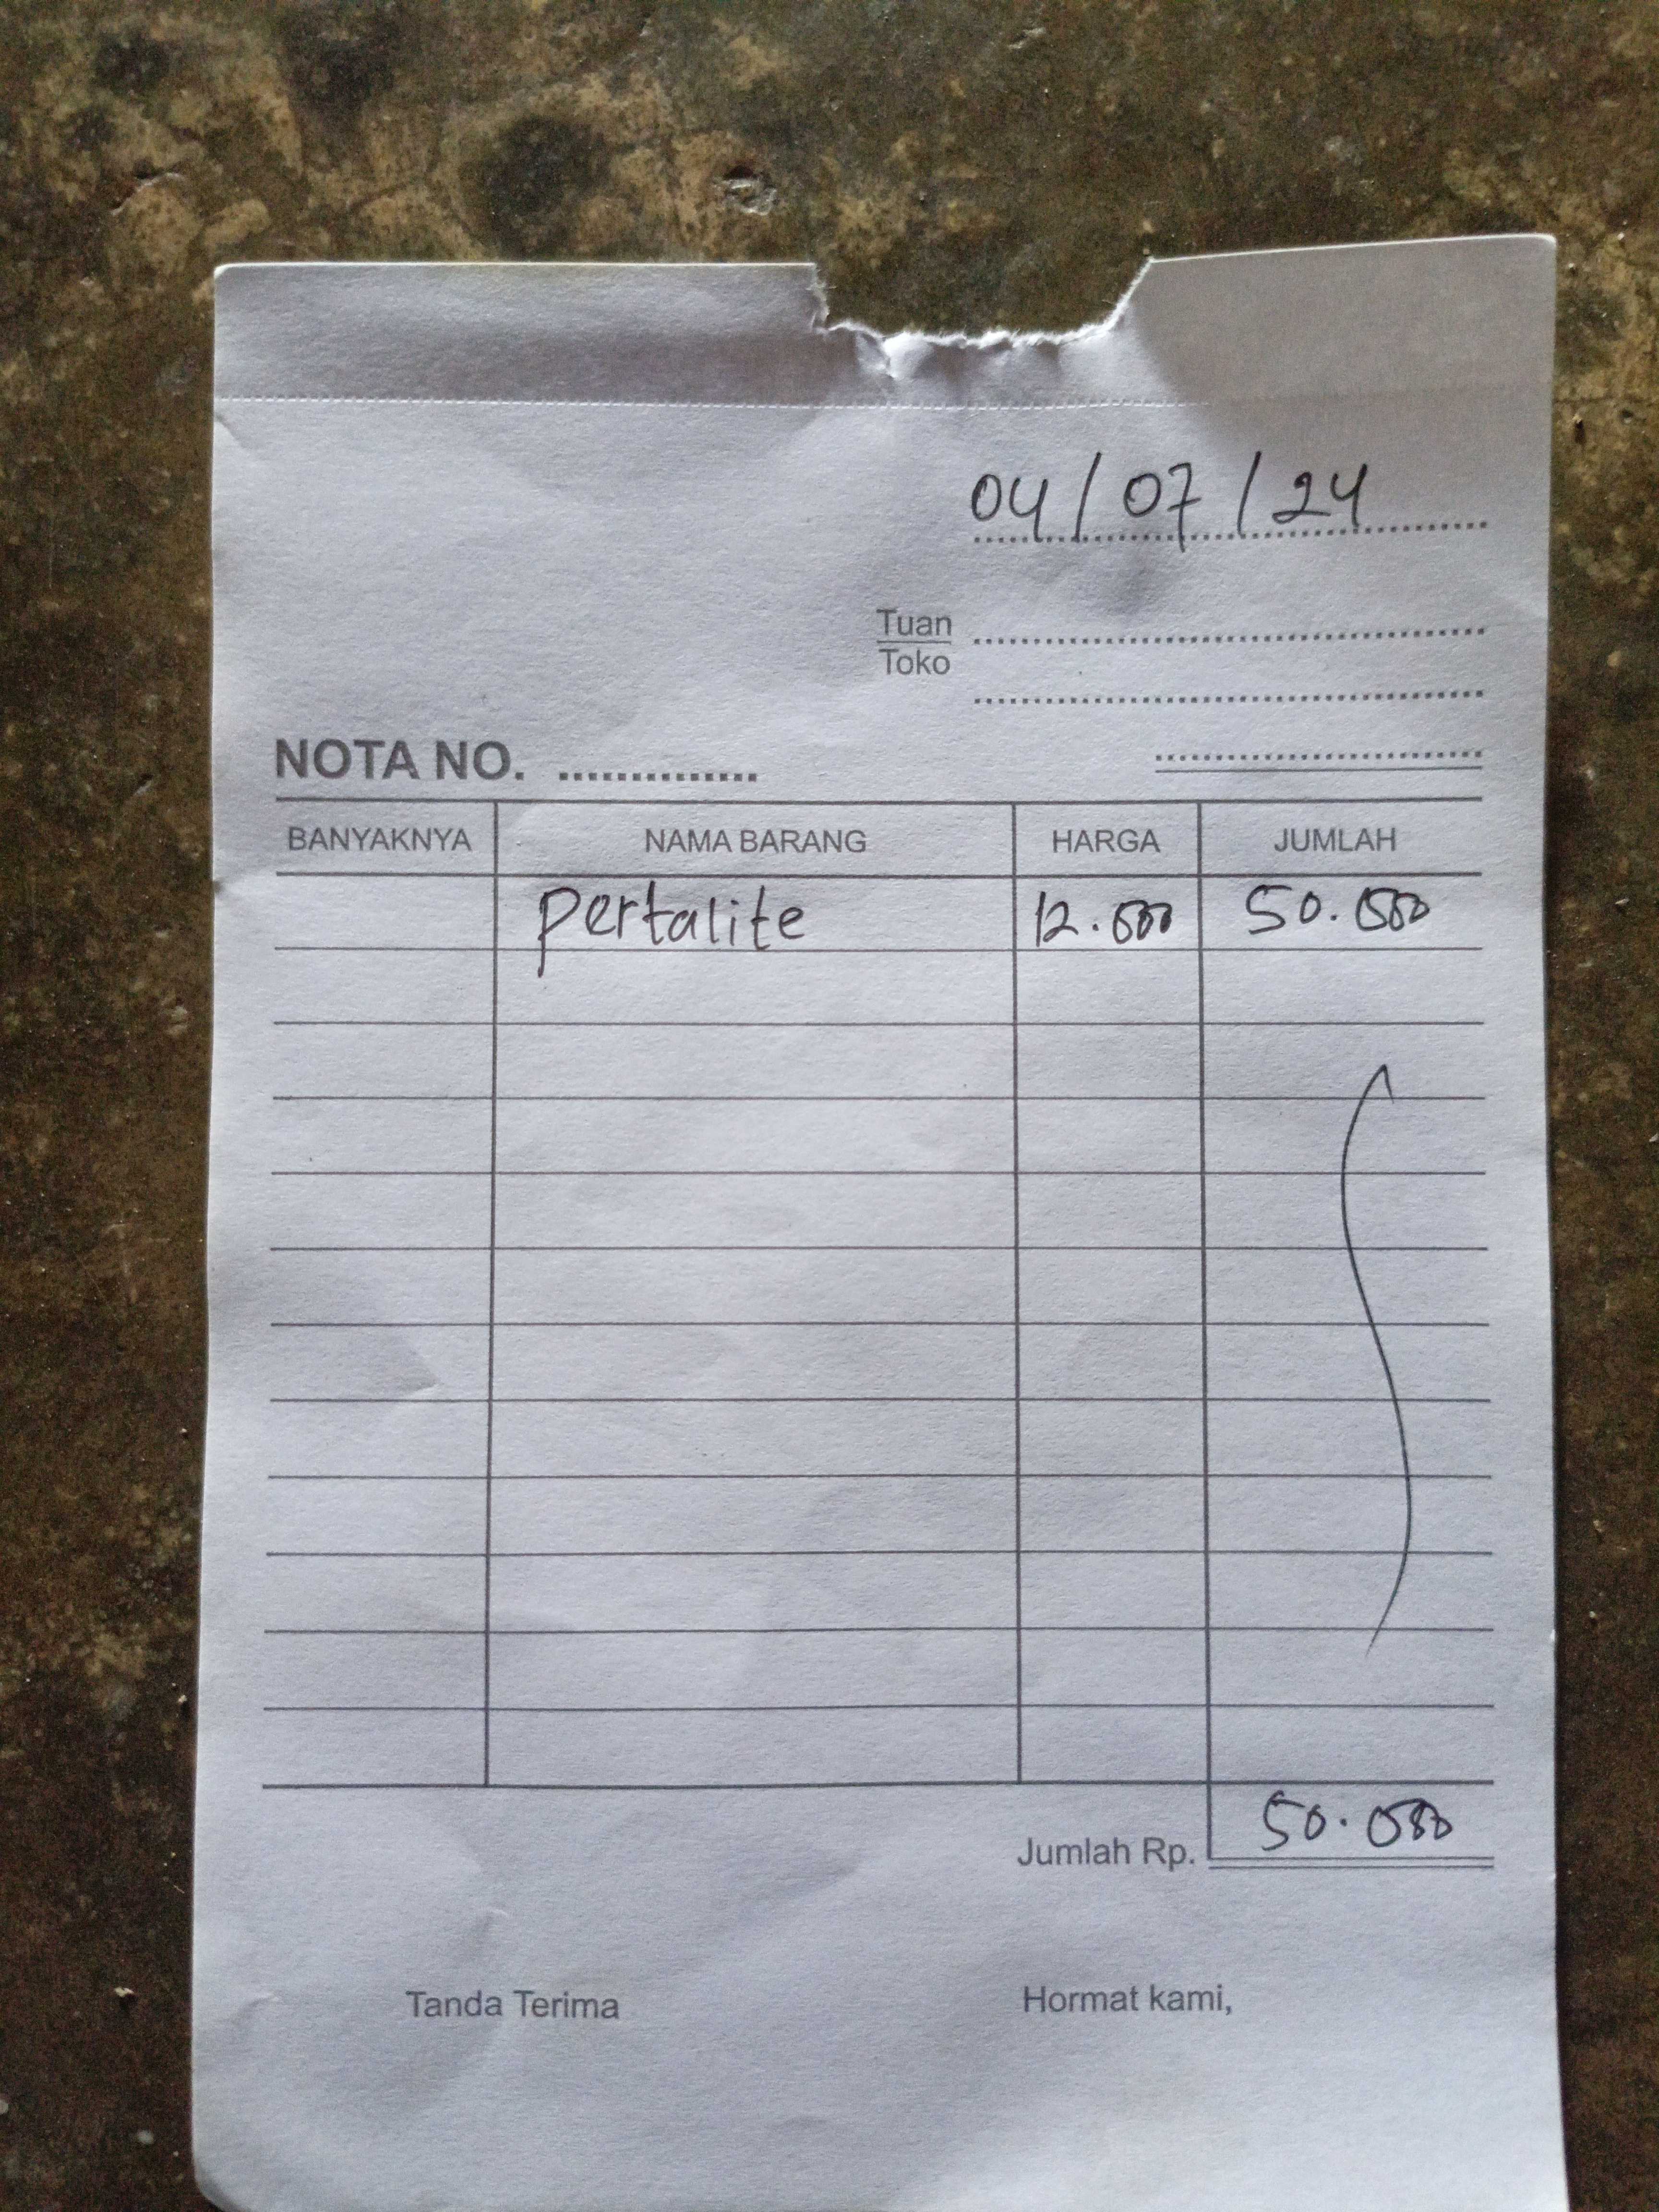 04/07/24
Tuan
Toko
NOTA NO. ...............
BANYAKNYA NAMA BARANG HARGA JUMLAH
Pertalite 12.000 50.000
Jumlah Rp. 50.000
Tanda Terima Hormat kami,